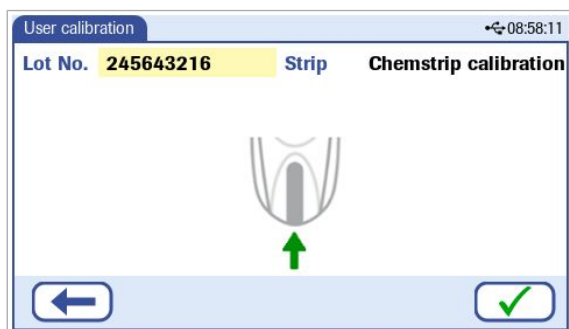 User calibration
08:58:11
Lot No. 245643216 Strip Chemstrip calibration